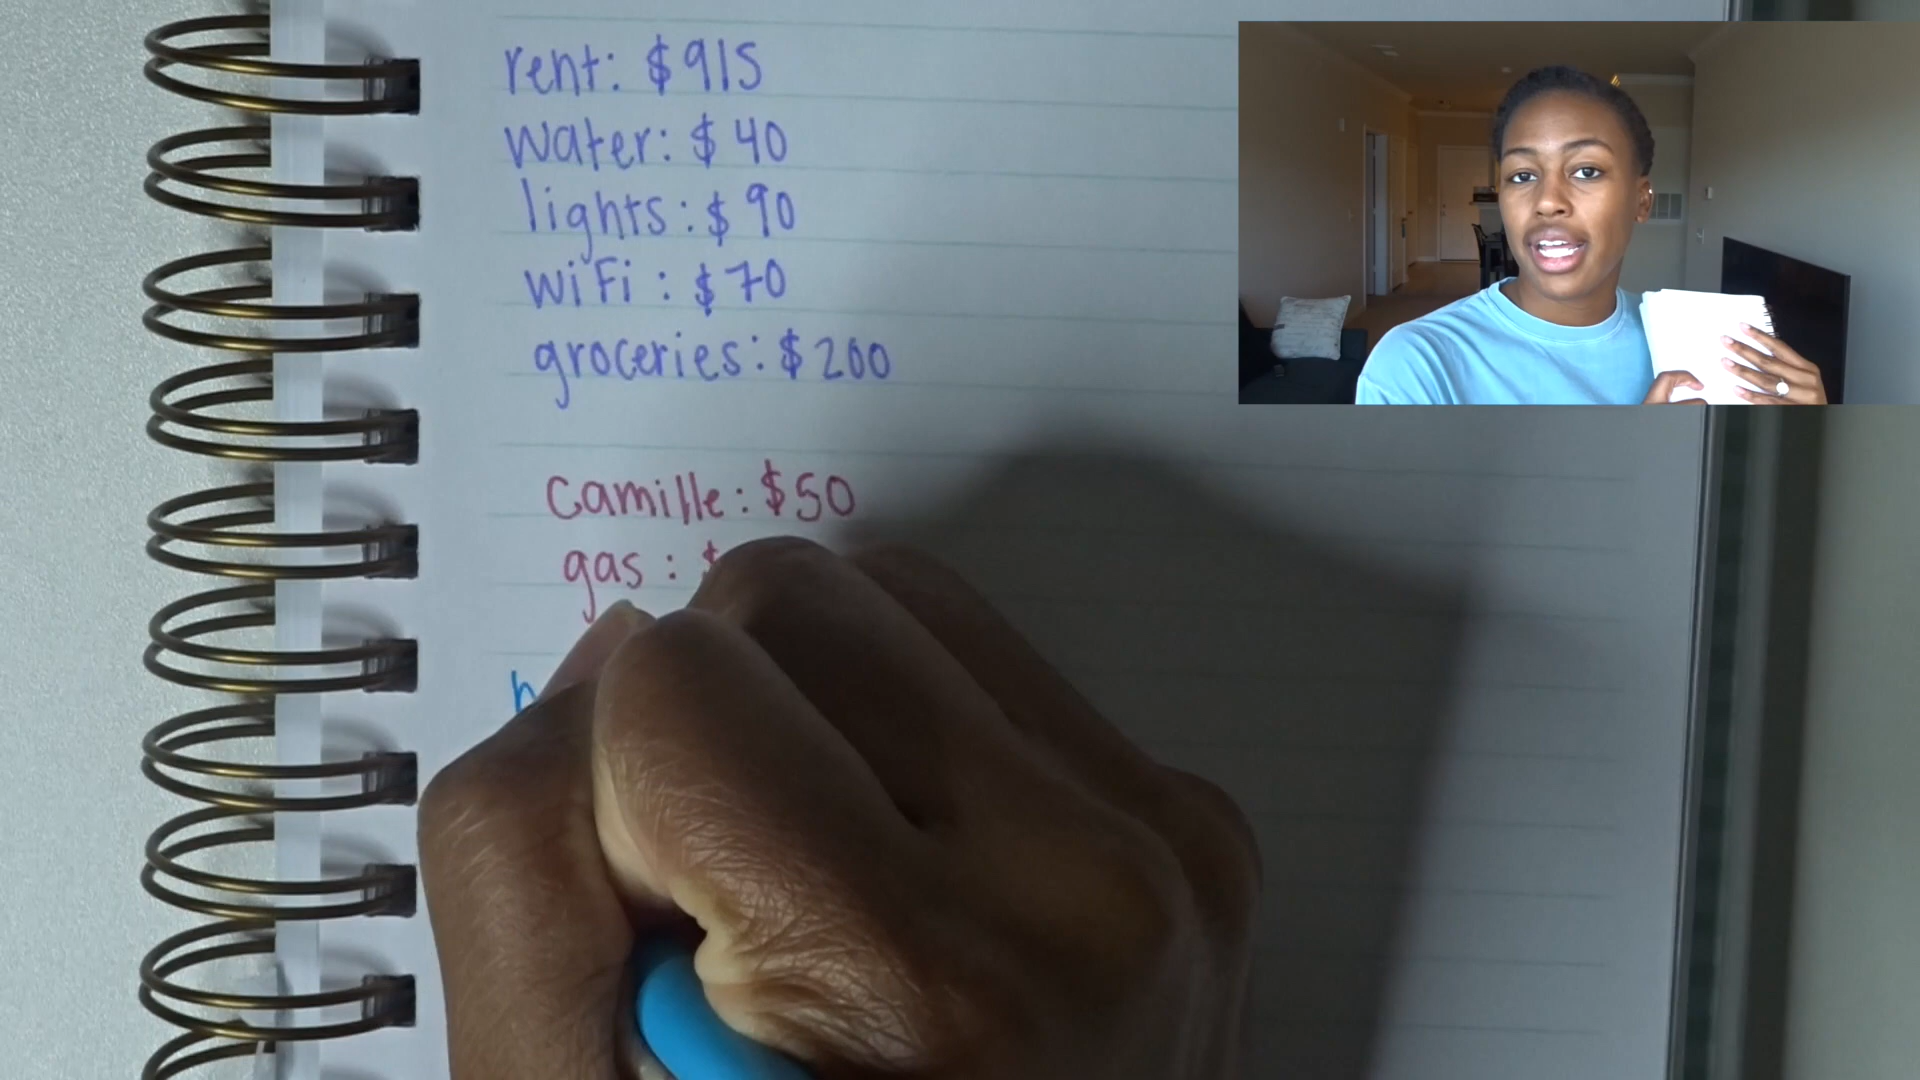 rent: $915
water: $40
lights: $90
wiFi: $70
groceries: $200
camille: $50
gas: $